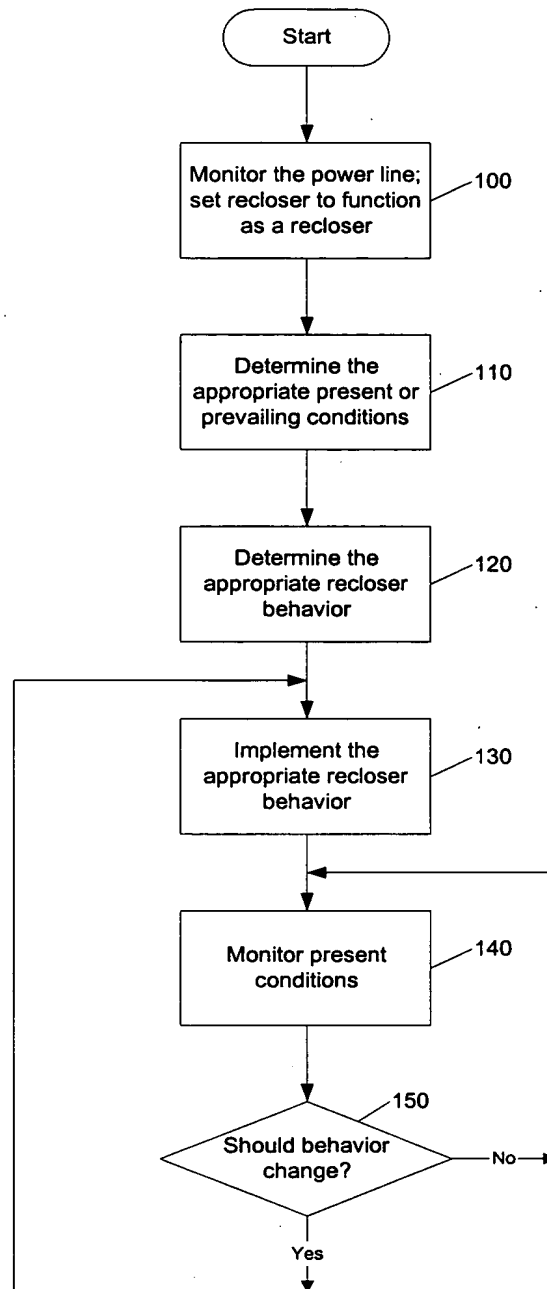 Start
Monitor the power line;
set recloser to function
as a recloser
100
Determine the
appropriate present or
prevailing conditions
110
Determine the
appropriate recloser
behavior
120
Implement the
appropriate recloser
behavior
130
Monitor present
conditions
140
150
Should behavior
change?
No
Yes